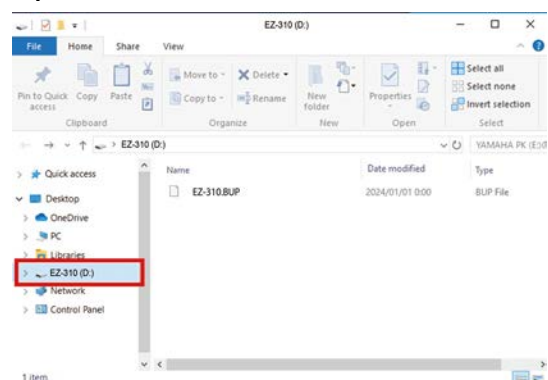 EZ-310 (D:)
File Home Share View
Pin to Quick access
Copy
Paste
Move to
Copy to
Delete
Rename
New folder
Properties
Select all
Select none
Invert selection
Clipboard Organize New Open Select
EZ-310 (D:)
YAMAHA PK
Quick access
Desktop
OneDrive
PC
Libraries
EZ-310 (D:)
Network
Control Panel
Name Date modified Type
EZ-310.BUP 2024/01/01 0:00 BUP File
1 item